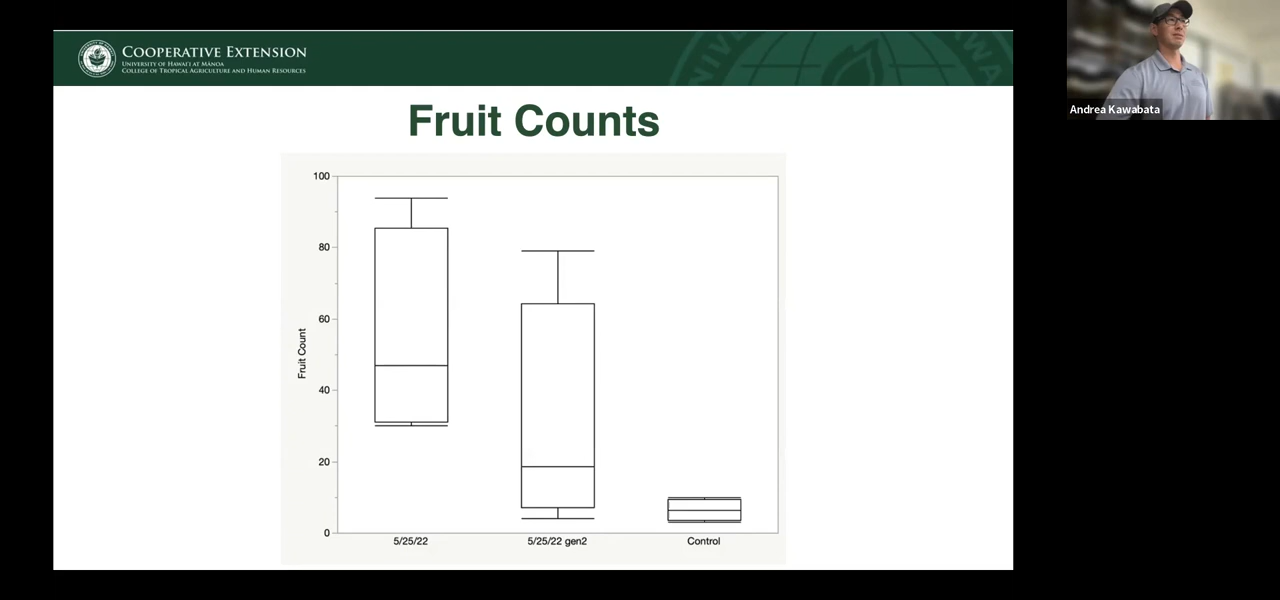 COOPERATIVE EXTENSION
UNIVERSITY OF HAWAI‘I AT MĀNOA
COLLEGE OF TROPICAL AGRICULTURE AND HUMAN RESOURCES
Fruit Counts
100
80
60
40
20
0
Fruit Count
5/25/22
5/25/22 gen2
Control
Andrea Kawabata